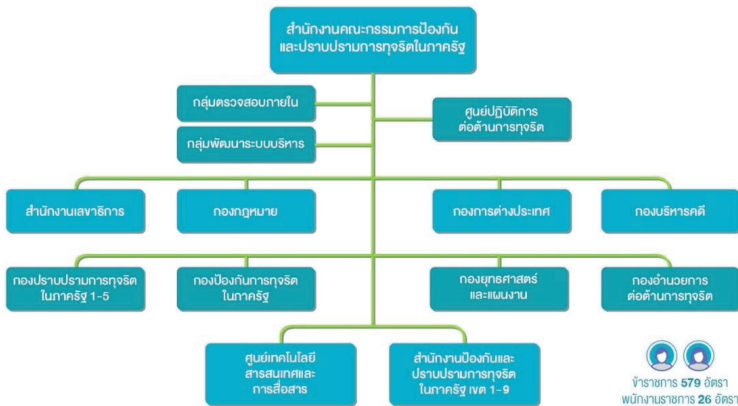 สำนักงานคณะกรรมการป้องกัน
และปราบปรามการทุจริตในภาครัฐ
กลุ่มตรวจสอบภายใน
ศูนย์ปฏิบัติการ
ต่อต้านการทุจริต
กลุ่มพัฒนาระบบบริหาร
สำนักงานเลขาธิการ
กองกฎหมาย
กองการต่างประเทศ
กองบริหารคดี
กองปราบปรามการทุจริต
ในภาครัฐ 1-5
กองป้องกันการทุจริต
ในภาครัฐ
กองยุทธศาสตร์
และแผนงาน
กองอำนวยการ
ต่อต้านการทุจริต
ศูนย์เทคโนโลยี
สารสนเทศและ
การสื่อสาร
สำนักงานป้องกันและ
ปราบปรามการทุจริต
ในภาครัฐ เขต 1-9
ข้าราชการ 579 อัตรา
พนักงานราชการ 26 อัตรา